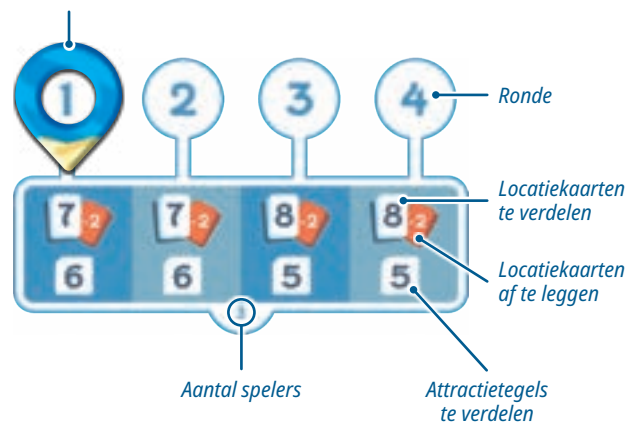 1 2 3 4
Ronde
7 -2 7 -2 8 -2 8 -2
Locatiekaarten
te verdelen
6 6 5 5
Locatiekaarten
af te leggen
Aantal spelers
Attractietegels
te verdelen